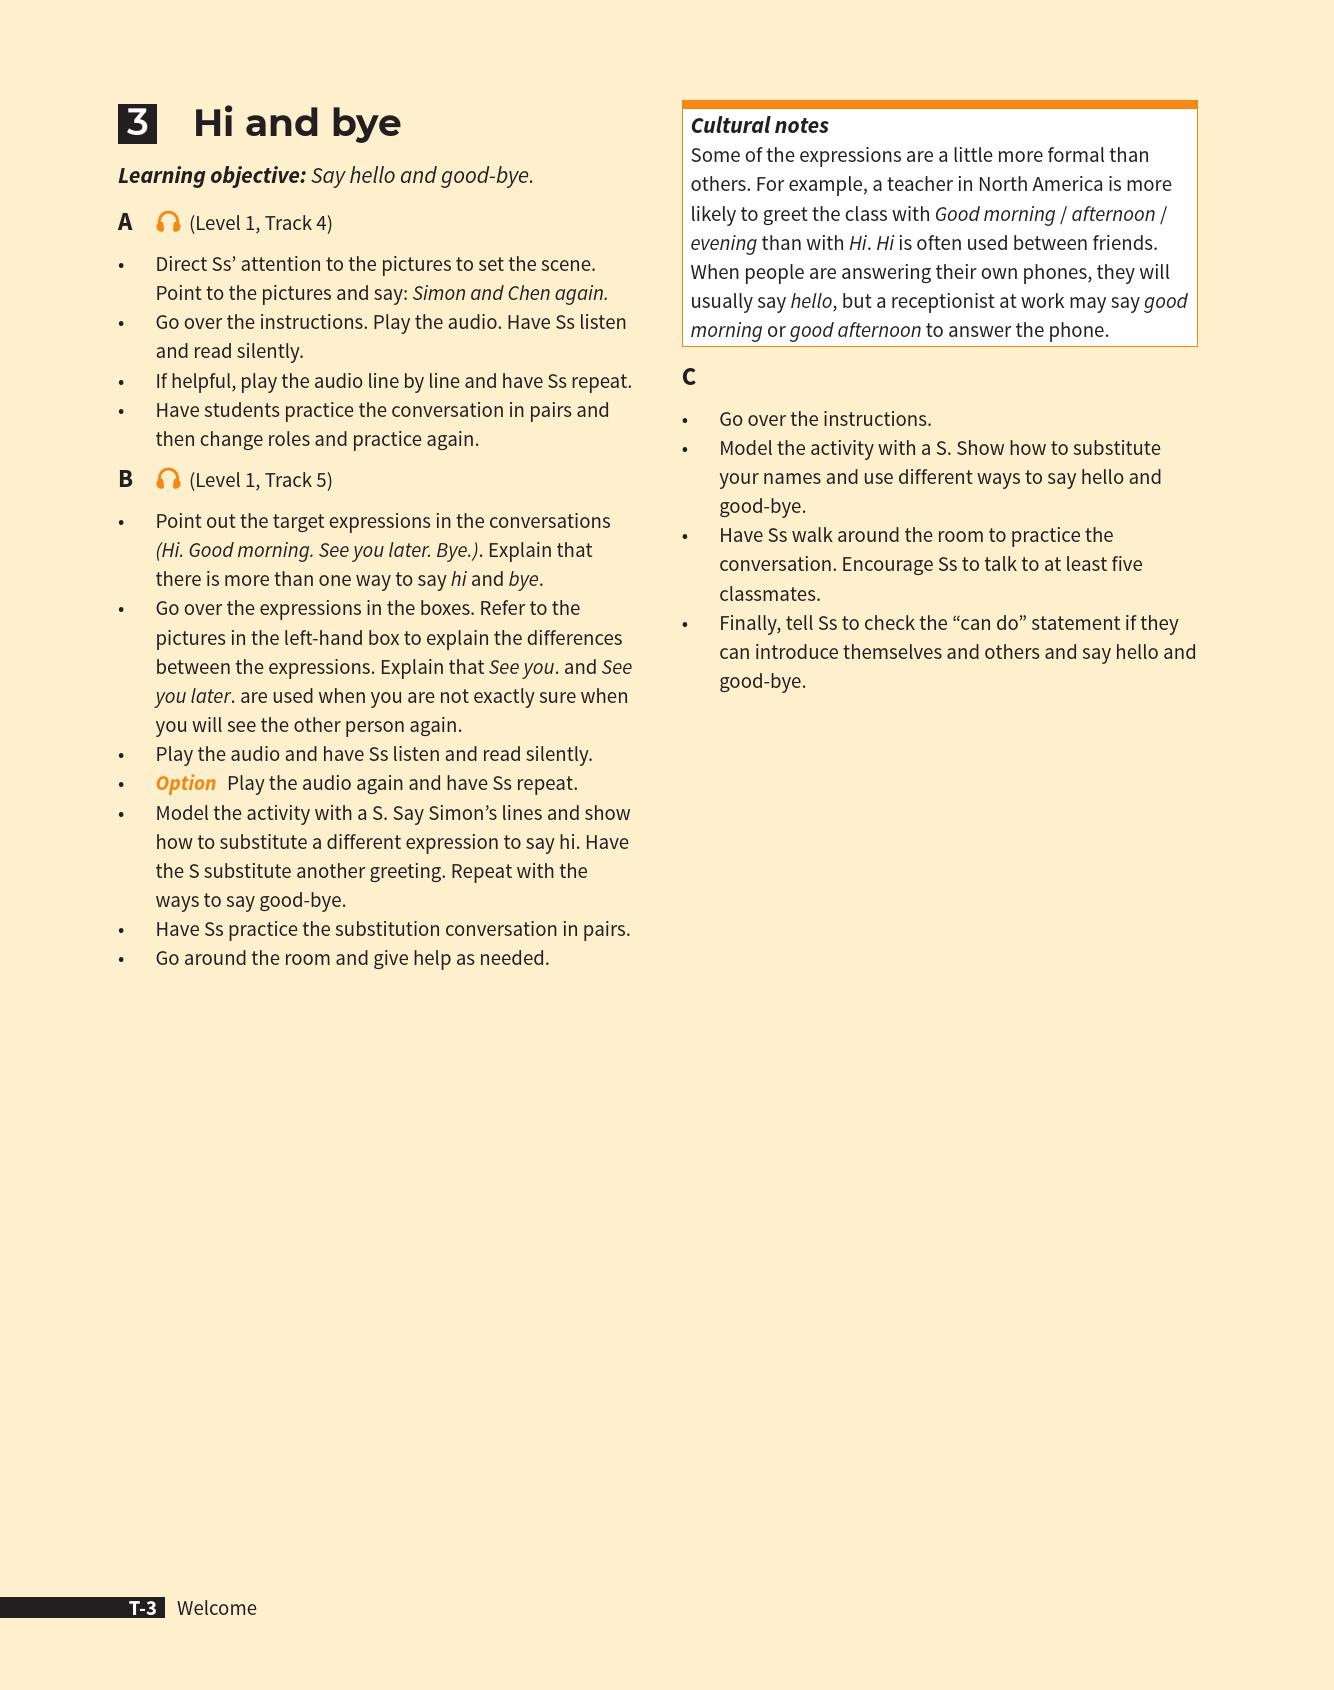 3 Hi and bye
Learning objective: Say hello and good-bye.
A (Level 1, Track 4)
• Direct Ss’ attention to the pictures to set the scene.
Point to the pictures and say: Simon and Chen again.
• Go over the instructions. Play the audio. Have Ss listen
and read silently.
• If helpful, play the audio line by line and have Ss repeat.
• Have students practice the conversation in pairs and
then change roles and practice again.
B (Level 1, Track 5)
• Point out the target expressions in the conversations
(Hi. Good morning. See you later. Bye.). Explain that
there is more than one way to say hi and bye.
• Go over the expressions in the boxes. Refer to the
pictures in the left-hand box to explain the differences
between the expressions. Explain that See you. and See
you later. are used when you are not exactly sure when
you will see the other person again.
• Play the audio and have Ss listen and read silently.
• Option Play the audio again and have Ss repeat.
• Model the activity with a S. Say Simon’s lines and show
how to substitute a different expression to say hi. Have
the S substitute another greeting. Repeat with the
ways to say good-bye.
• Have Ss practice the substitution conversation in pairs.
• Go around the room and give help as needed.
Cultural notes
Some of the expressions are a little more formal than
others. For example, a teacher in North America is more
likely to greet the class with Good morning / afternoon /
evening than with Hi. Hi is often used between friends.
When people are answering their own phones, they will
usually say hello, but a receptionist at work may say good
morning or good afternoon to answer the phone.
C
• Go over the instructions.
• Model the activity with a S. Show how to substitute
your names and use different ways to say hello and
good-bye.
• Have Ss walk around the room to practice the
conversation. Encourage Ss to talk to at least five
classmates.
• Finally, tell Ss to check the “can do” statement if they
can introduce themselves and others and say hello and
good-bye.
T-3 Welcome